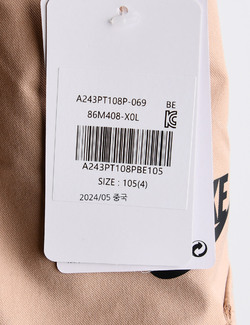 A243PT108P-069 BE
86M408-X0L
A243PT108PBE105
SIZE : 105(4)
2024/05 중국